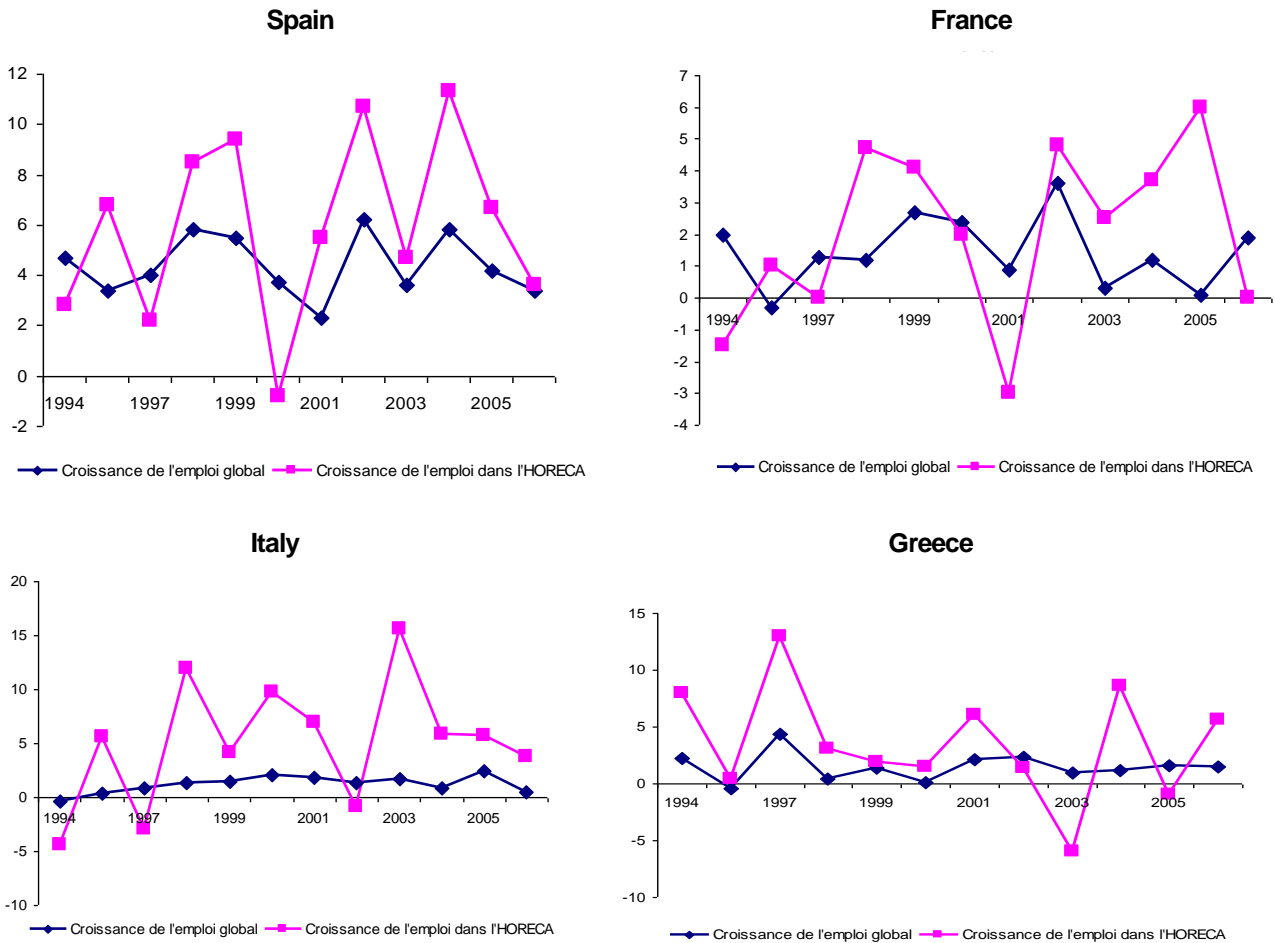 Spain
12
10
8
6
4
2
0
-2
1994 1997 1999 2001 2003 2005
Croissance de l'emploi global Croissance de l'emploi dans l'HORECA
France
7
6
5
4
3
2
1
0
-1
-2
-3
-4
1994 1997 1999 2001 2003 2005
Croissance de l'emploi global Croissance de l'emploi dans l'HORECA
Italy
20
15
10
5
0
-5
-10
1994 1997 1999 2001 2003 2005
Croissance de l'emploi global Croissance de l'emploi dans l'HORECA
Greece
15
10
5
0
-5
-10
1994 1997 1999 2001 2003 2005
Croissance de l'emploi global Croissance de l'emploi dans l'HORECA